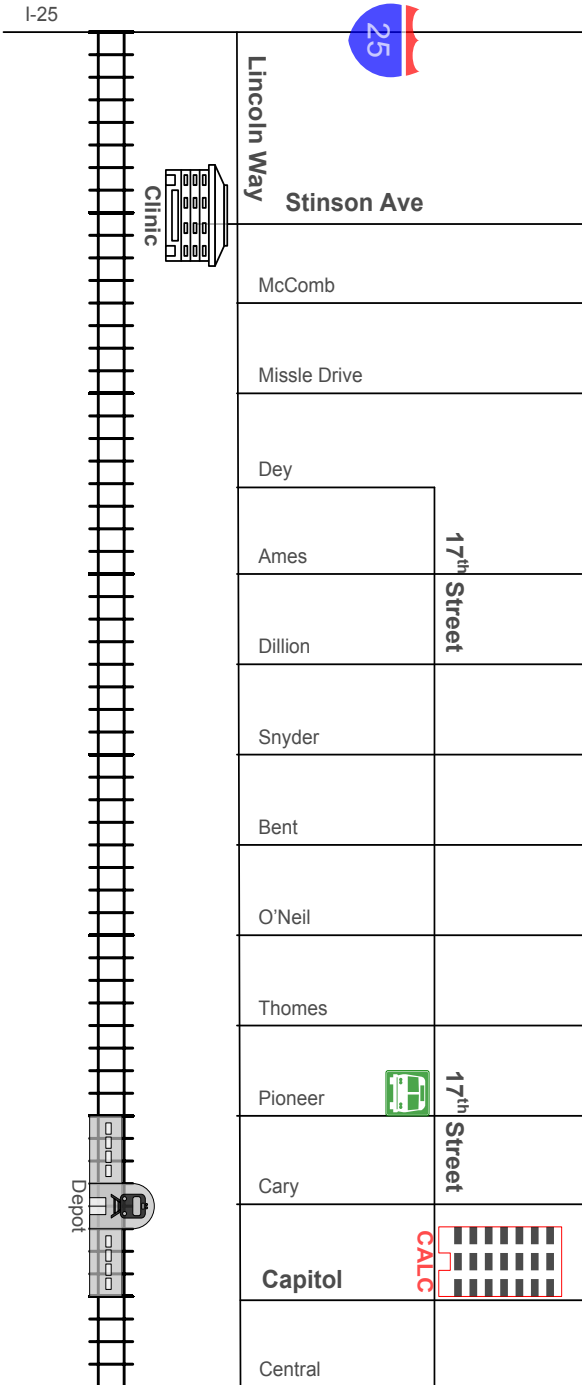 I-25
25
Lincoln Way
Stinson Ave
Clinic
McComb
Missle Drive
Dey
17th Street
Ames
Dillion
Snyder
Bent
O'Neil
Thomes
17th Street
Pioneer
Cary
Depot
CALC
Capitol
Central